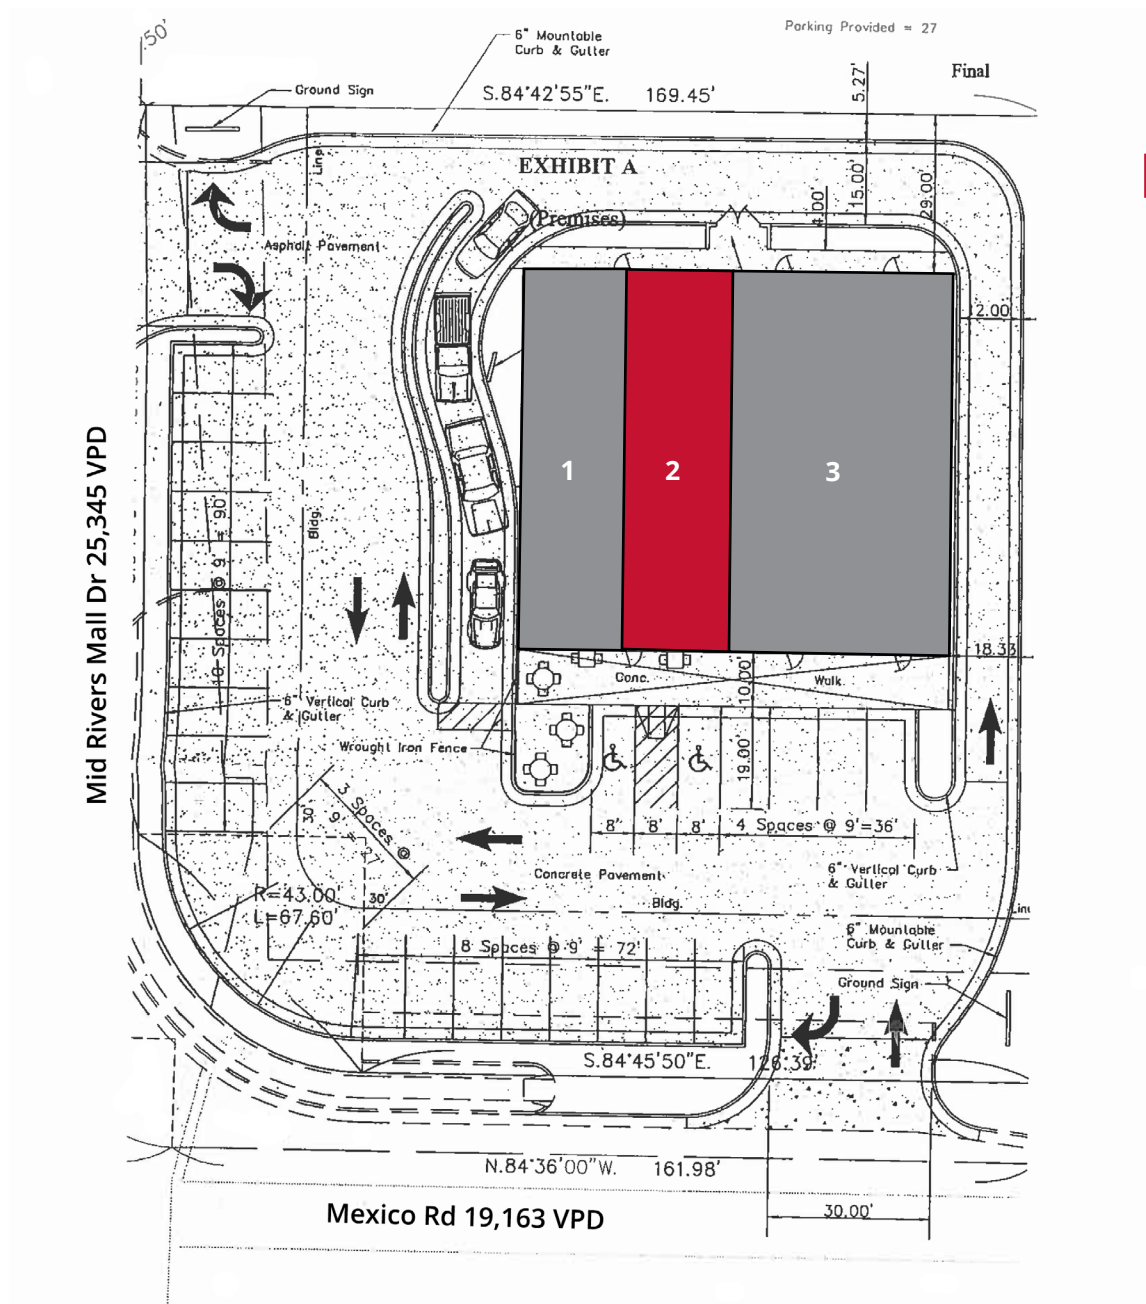 Parking Provided = 27
.50'
6" Mountable
Curb & Gutter
Final
Ground Sign
S.84°42'55"E. 169.45'
5.27'
Line
EXHIBIT A
(Premises)
15.00'
4.00'
29.00'
Asphalt Pavement
12.00
1
2
3
Mid Rivers Mall Dr 25,345 VPD
10 Spaces @ 9' = 90'
Bldg.
18.33
Conc.
Walk
10.00'
6" Vertical Curb
& Gutter
Wrought Iron Fence
19.00'
3 Spaces @
9' = 27'
30'
8'
8'
8'
4 Spaces @ 9'=36'
6" Vertical Curb
& Gutter
Concrete Pavement
R=43.00'
L=67.60'
30'
Bldg.
6" Mountable
Curb & Gutter
8 Spaces @ 9' = 72'
Ground Sign
S.84°45'50"E. 126.39'
N.84°36'00"W. 161.98'
Mexico Rd 19,163 VPD
30.00'